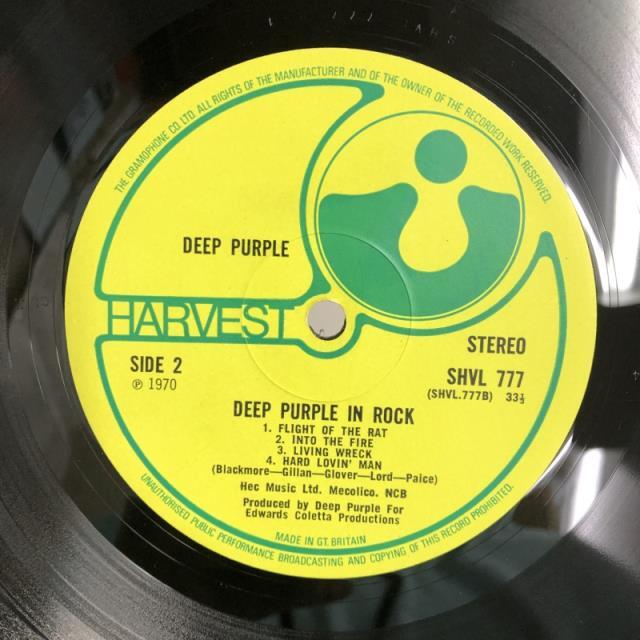 THE GRAMOPHONE CO LTD. ALL RIGHTS OF THE MANUFACTURER AND OF THE OWNER OF THE RECORDED WORK RESERVED.
DEEP PURPLE
HARVEST
STEREO
SIDE 2
SHVL 777
℗ 1970
(SHVL.777B) 33⅓
DEEP PURPLE IN ROCK
1. FLIGHT OF THE RAT
2. INTO THE FIRE
3. LIVING WRECK
4. HARD LOVIN' MAN
(Blackmore—Gillan—Glover—Lord—Paice)
Hec Music Ltd. Mecolico. NCB
Produced by Deep Purple For
Edwards Coletta Productions
MADE IN GT. BRITAIN
UNAUTHORISED PUBLIC PERFORMANCE BROADCASTING AND COPYING OF THIS RECORD PROHIBITED.